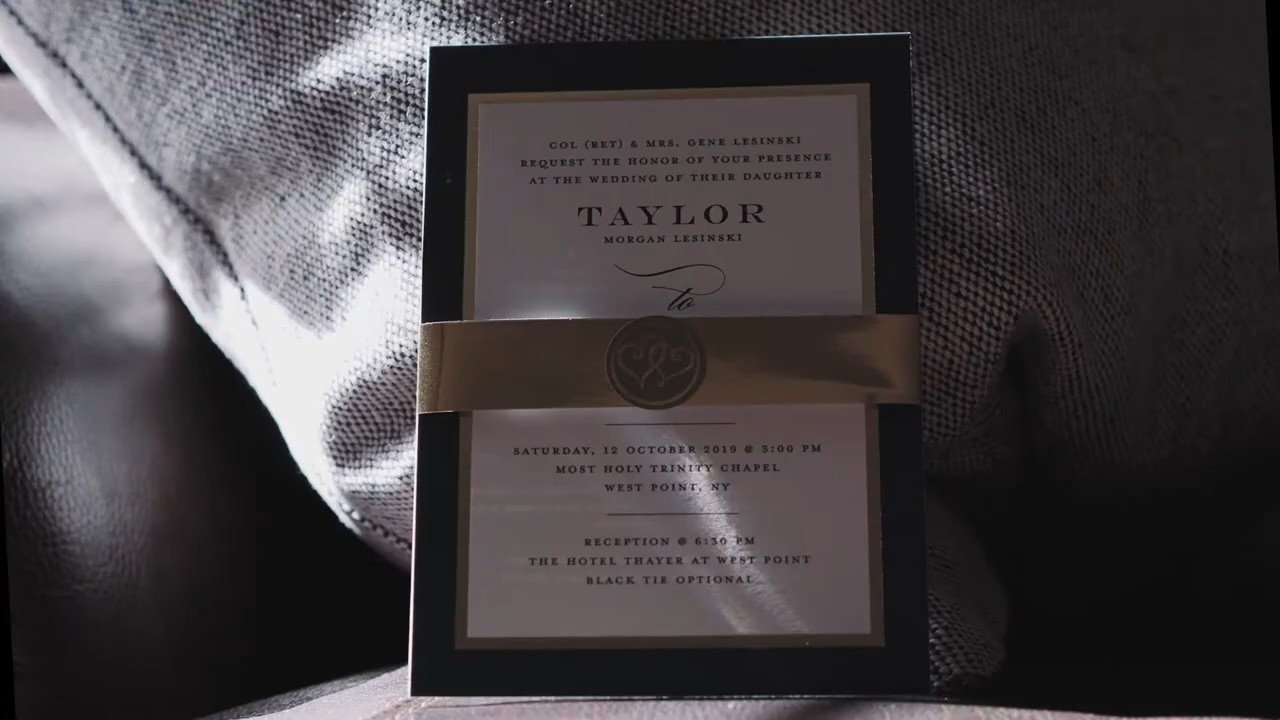 COL (RET) & MRS. GENE LESINSKI
REQUEST THE HONOR OF YOUR PRESENCE
AT THE WEDDING OF THEIR DAUGHTER
TAYLOR
MORGAN LESINSKI
to
SATURDAY, 12 OCTOBER 2019 @ 3:00 PM
MOST HOLY TRINITY CHAPEL
WEST POINT, NY
RECEPTION @ 6:30 PM
THE HOTEL THAYER AT WEST POINT
BLACK TIE OPTIONAL